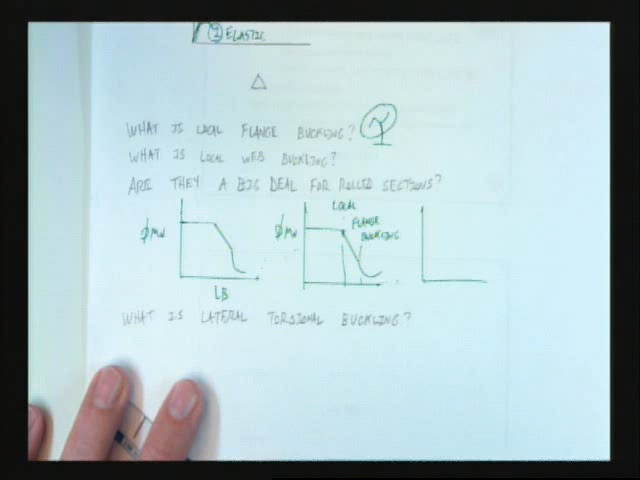 ② ELASTIC
WHAT IS LOCAL FLANGE BUCKLING?
WHAT IS LOCAL WEB BUCKLING?
ARE THEY A BIG DEAL FOR ROLLED SECTIONS?
LOCAL
FLANGE
BUCKLING
ϕMn
ϕMn
LB
WHAT IS LATERAL TORSIONAL BUCKLING?